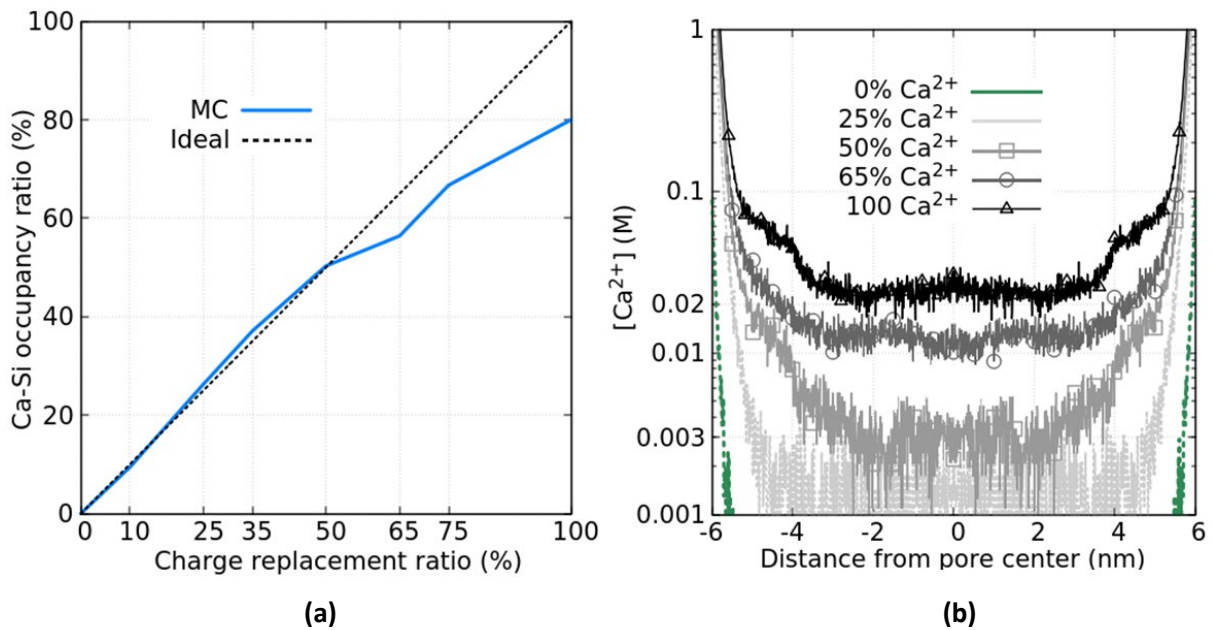 100
80
60
40
20
0
Ca-Si occupancy ratio (%)
MC
Ideal
0 10 25 35 50 65 75 100
Charge replacement ratio (%)
(a)
1
0.1
0.02
0.01
0.003
0.001
[Ca²⁺] (M)
0% Ca²⁺
25% Ca²⁺
50% Ca²⁺
65% Ca²⁺
100 Ca²⁺
-6 -4 -2 0 2 4 6
Distance from pore center (nm)
(b)